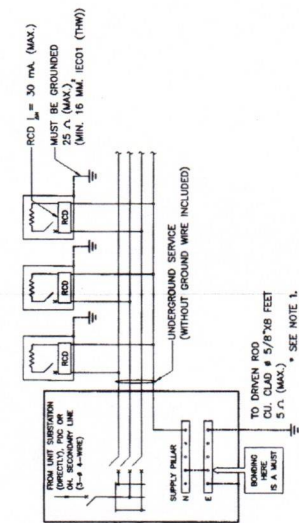 RCD I△n = 30 mA (MAX.)
MUST BE GROUNDED
25 Ω (MAX.)
(MIN. 16 MM.² IEC01 (THW))
RCD
RCD
RCD
UNDERGROUND SERVICE
(WITHOUT GROUND WIRE INCLUDED)
FROM UNIT SUBSTATION
(DIRECTLY), PDC OR
OH. SECONDARY LINE
(3-ø 4-WIRE)
SUPPLY PILLAR
N
E
BONDING
HERE
IS A MUST
TO DRIVEN ROD
CU. CLAD ø 5/8"X8 FEET
5 Ω (MAX.)
* SEE NOTE 1.